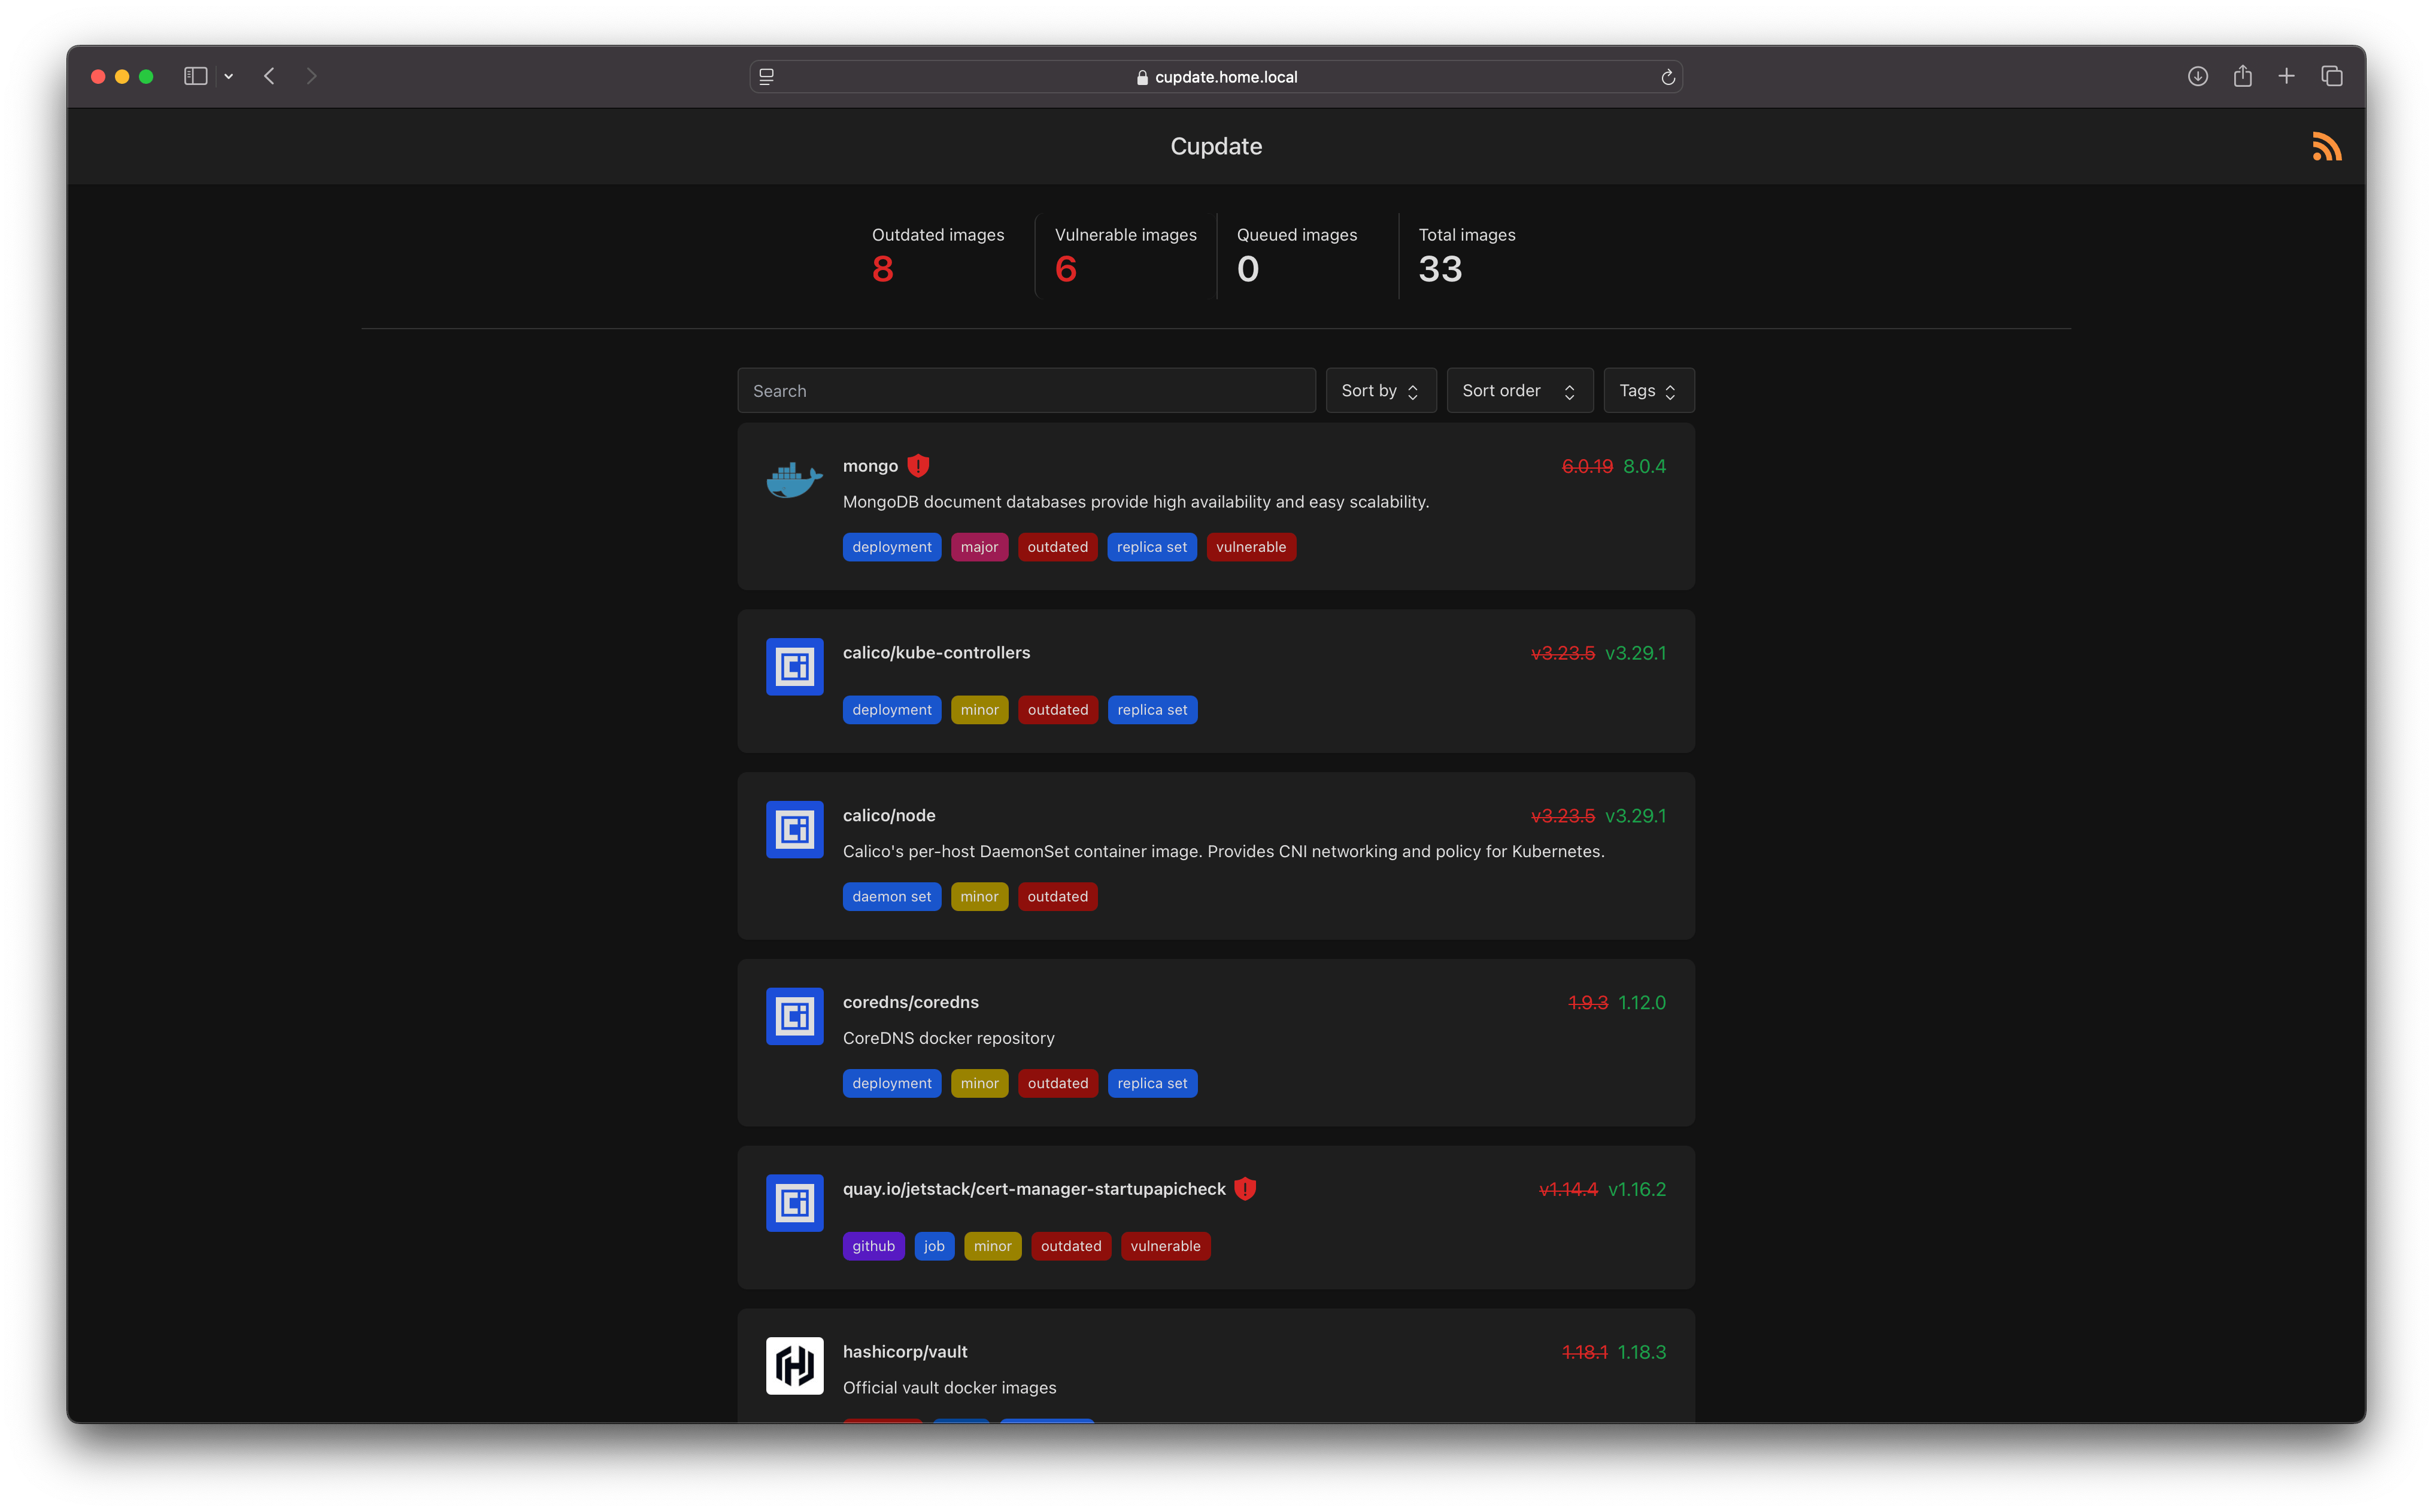 cupdate.home.local
Cupdate
Outdated images
8
Vulnerable images
6
Queued images
0
Total images
33
Search
Sort by
Sort order
Tags
mongo
6.0.19 8.0.4
MongoDB document databases provide high availability and easy scalability.
deployment major outdated replica set vulnerable
calico/kube-controllers
v3.23.5 v3.29.1
deployment minor outdated replica set
calico/node
v3.23.5 v3.29.1
Calico's per-host DaemonSet container image. Provides CNI networking and policy for Kubernetes.
daemon set minor outdated
coredns/coredns
1.9.3 1.12.0
CoreDNS docker repository
deployment minor outdated replica set
quay.io/jetstack/cert-manager-startupapicheck
v1.14.4 v1.16.2
github job minor outdated vulnerable
hashicorp/vault
1.18.1 1.18.3
Official vault docker images